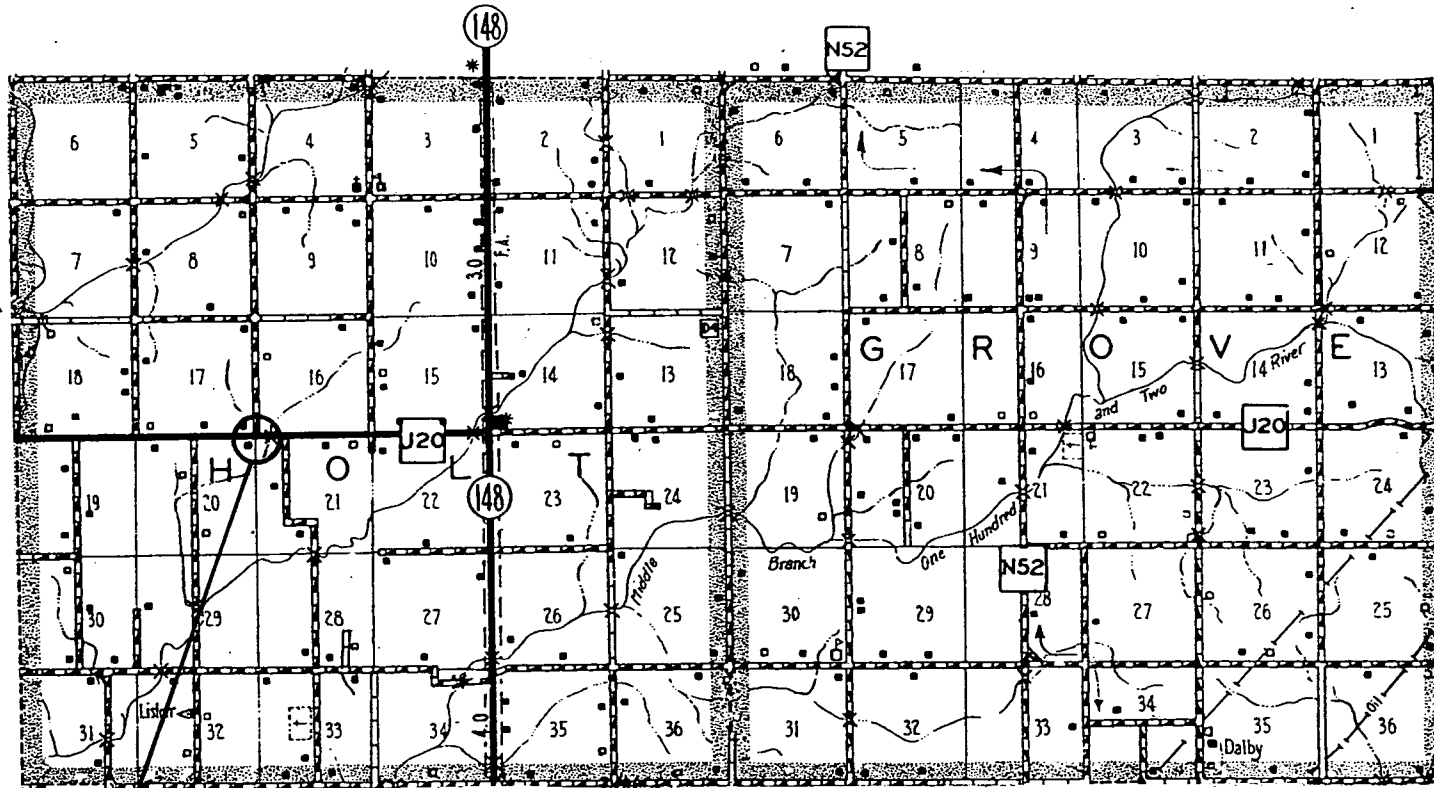 148
N52
6 5 4 3 2 1 6 5 4 3 2 1
7 8 9 10 11 12 7 8 9 10 11 12
3.0
F.A.
18 17 16 15 14 13 18 17 16 15 14 13
G R O V E
and Two River
J20 J20
H O L T
19 20 21 22 23 24 19 20 21 22 23 24
148
Middle Branch One Hundred
N52
30 29 28 27 26 25 30 29 28 27 26 25
31 32 33 34 35 36 31 32 33 34 35 36
4.0
Oil
Dalby